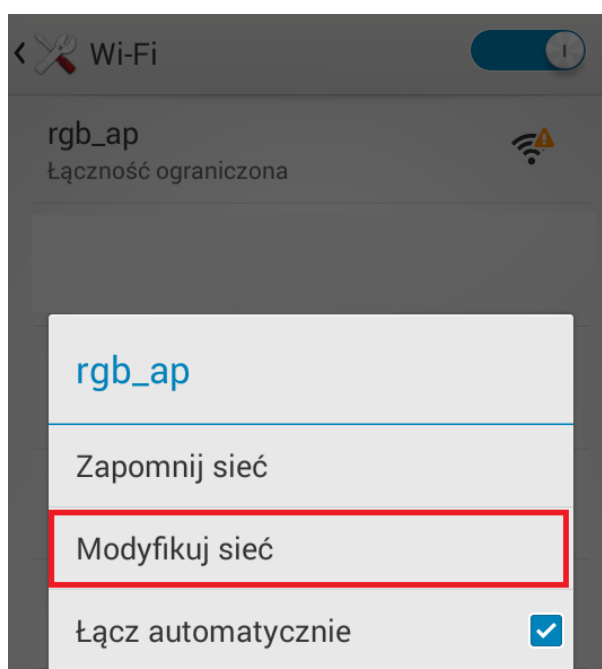 Wi-Fi
rgb_ap
Łączność ograniczona
rgb_ap
Zapomnij sieć
Modyfikuj sieć
Łącz automatycznie